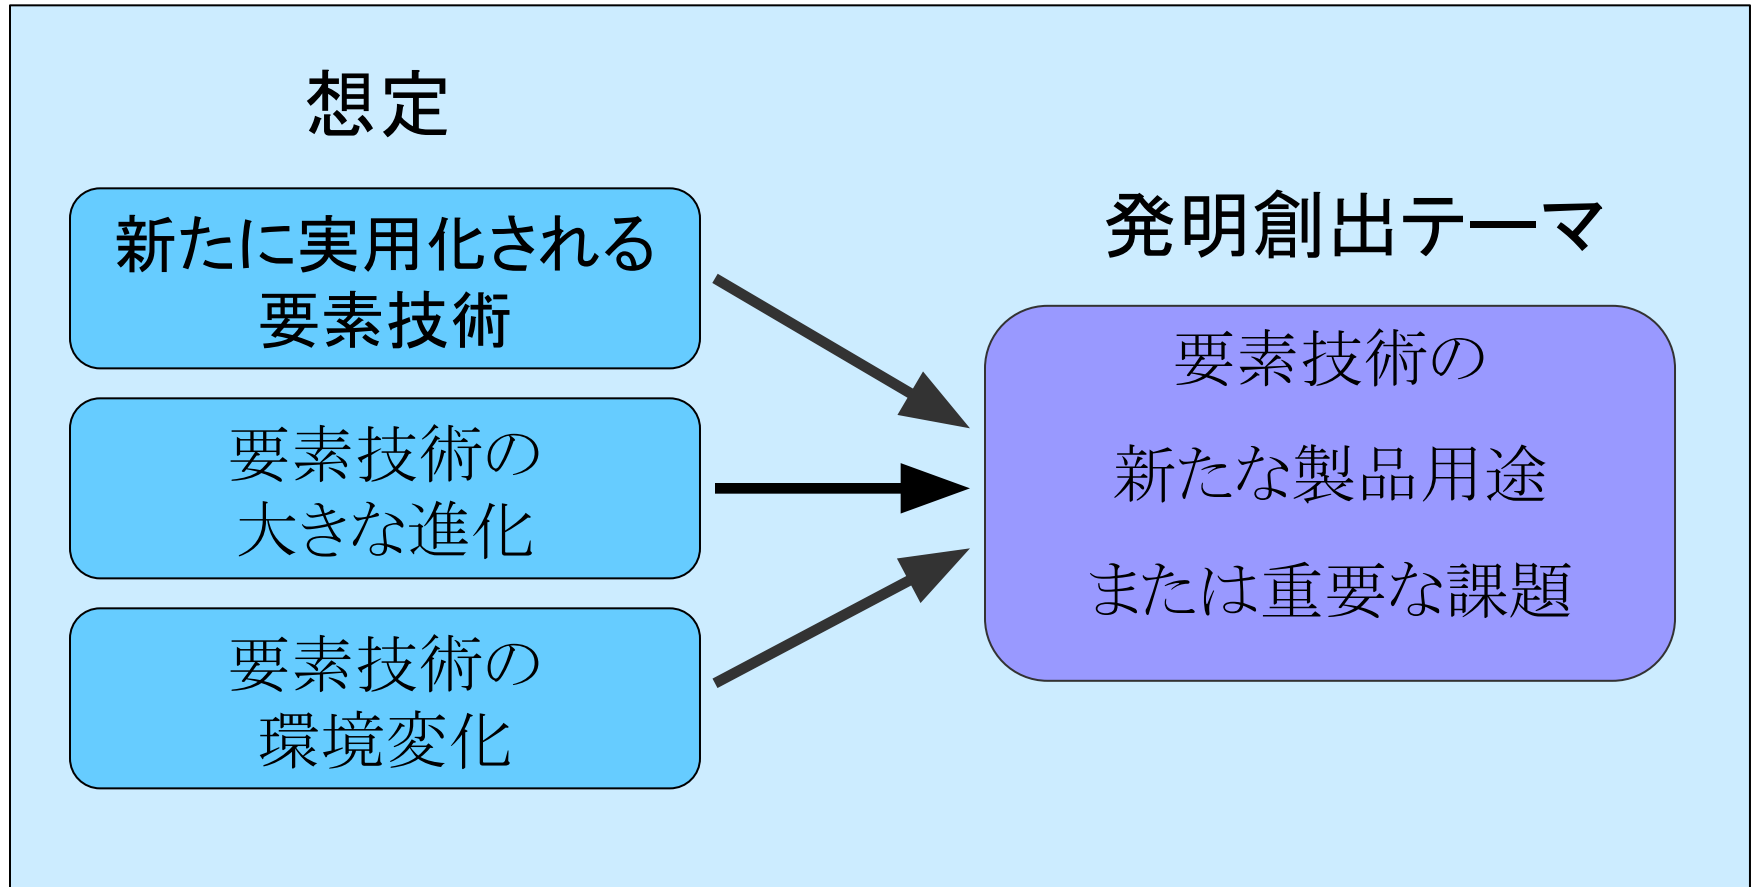 想定
新たに実用化される
要素技術
要素技術の
大きな進化
要素技術の
環境変化
発明創出テーマ
要素技術の
新たな製品用途
または重要な課題